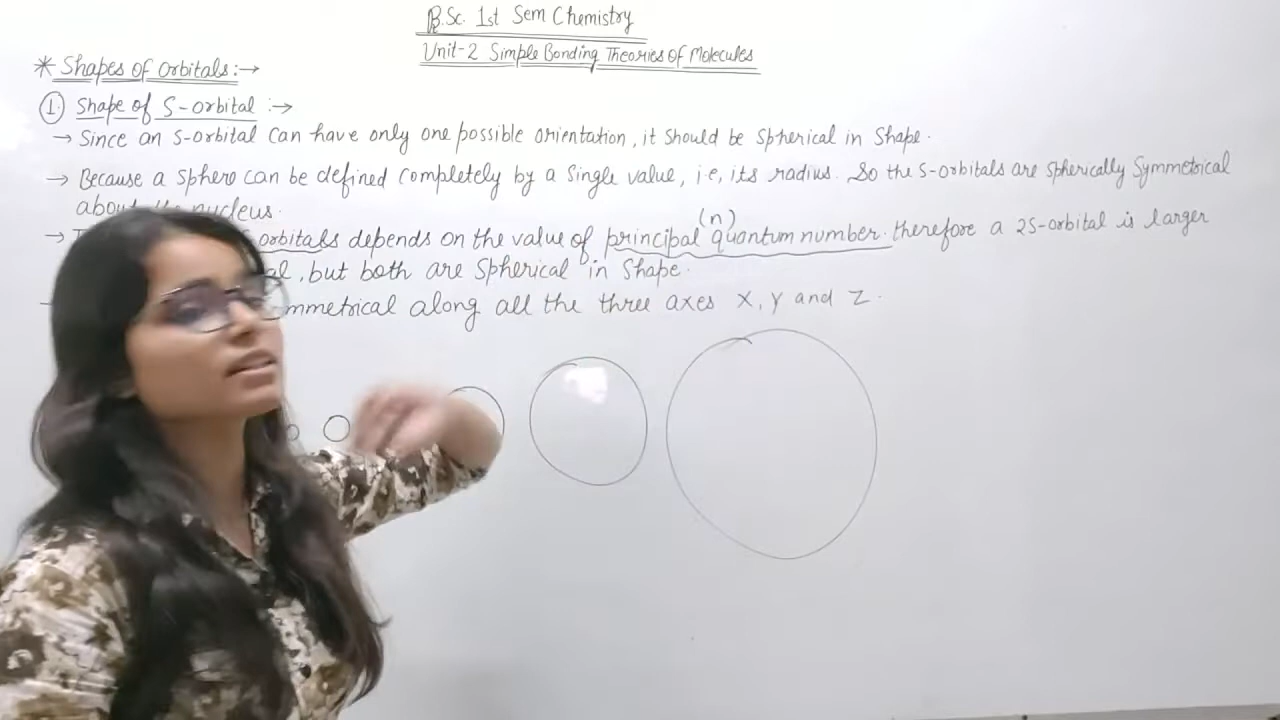 B.Sc. 1st Sem Chemistry
Unit-2 Simple Bonding Theories of Molecules
* Shapes of Orbitals:→
① Shape of S-orbital :→
→ Since an S-orbital can have only one possible orientation, it should be spherical in shape.
→ Because a sphere can be defined completely by a single value, i.e, its radius. So the S-orbitals are spherically symmetrical
about the nucleus.
(n)
→ orbitals depends on the value of principal quantum number. therefore a 2S-orbital is larger
, but both are spherical in shape.
along all the three axes X, Y and Z.